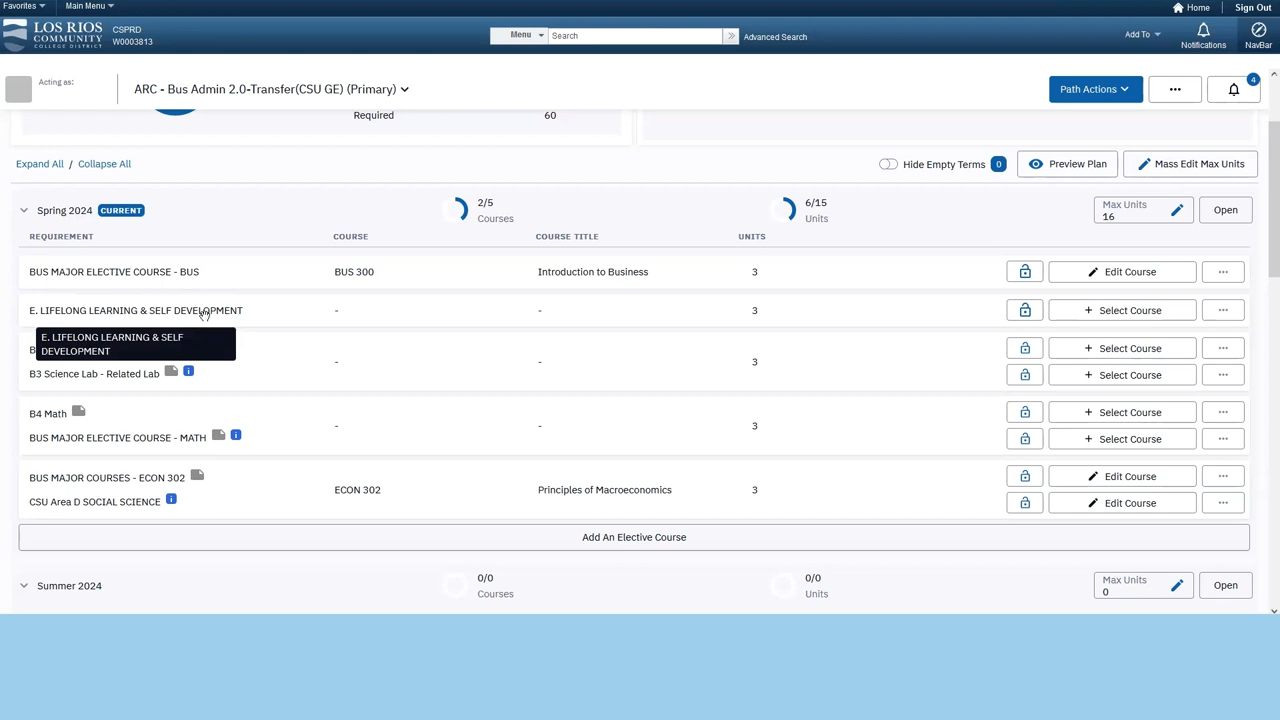 Favorites Main Menu Home Sign Out
LOS RIOS
COMMUNITY
COLLEGE DISTRICT
CSPRD
W0003813
Menu Search Advanced Search
Add To Notifications NavBar
Acting as:
ARC - Bus Admin 2.0-Transfer(CSU GE) (Primary)
Path Actions ... 4
Required 60
Expand All / Collapse All
Hide Empty Terms 0 Preview Plan Mass Edit Max Units
Spring 2024 CURRENT
2/5
Courses
6/15
Units
Max Units
16
Open
REQUIREMENT COURSE COURSE TITLE UNITS
BUS MAJOR ELECTIVE COURSE - BUS BUS 300 Introduction to Business 3 Edit Course ...
E. LIFELONG LEARNING & SELF DEVELOPMENT - - 3 + Select Course ...
E. LIFELONG LEARNING & SELF
DEVELOPMENT
B + Select Course ...
- - 3
B3 Science Lab - Related Lab i + Select Course ...
B4 Math + Select Course ...
- - 3
BUS MAJOR ELECTIVE COURSE - MATH i + Select Course ...
BUS MAJOR COURSES - ECON 302 Edit Course ...
ECON 302 Principles of Macroeconomics 3
CSU Area D SOCIAL SCIENCE i Edit Course ...
Add An Elective Course
Summer 2024
0/0
Courses
0/0
Units
Max Units
0
Open